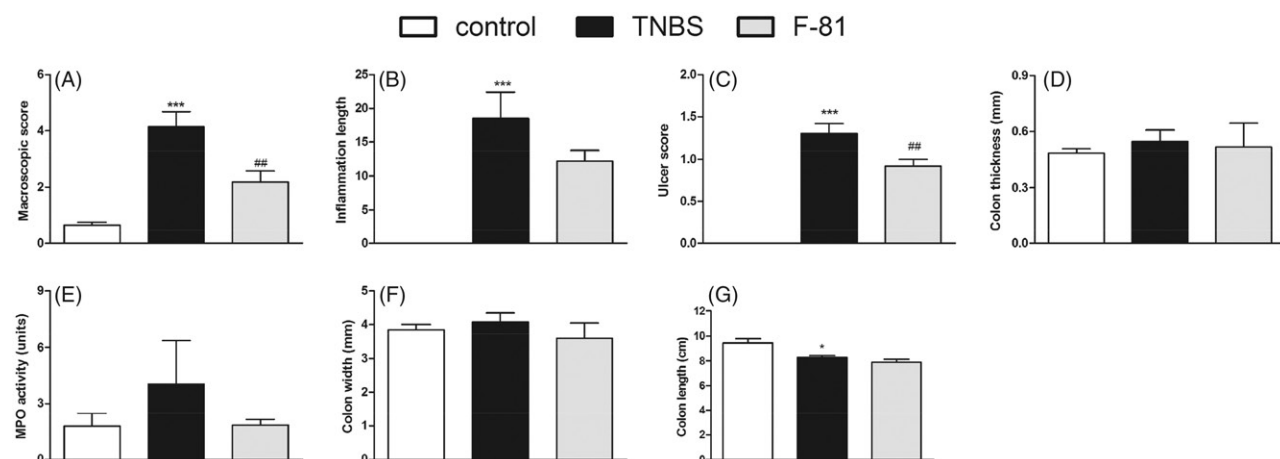 control TNBS F-81
(A)
Macroscopic score
6
4
2
0
***
##
(B)
Inflammation length
25
20
15
10
5
0
***
(C)
Ulcer score
2.0
1.5
1.0
0.5
0.0
***
##
(D)
Colon thickness (mm)
0.9
0.6
0.3
0.0
(E)
MPO activity (units)
9
6
3
0
(F)
Colon width (mm)
5
4
3
2
1
0
(G)
Colon length (cm)
12
10
8
6
4
2
0
*